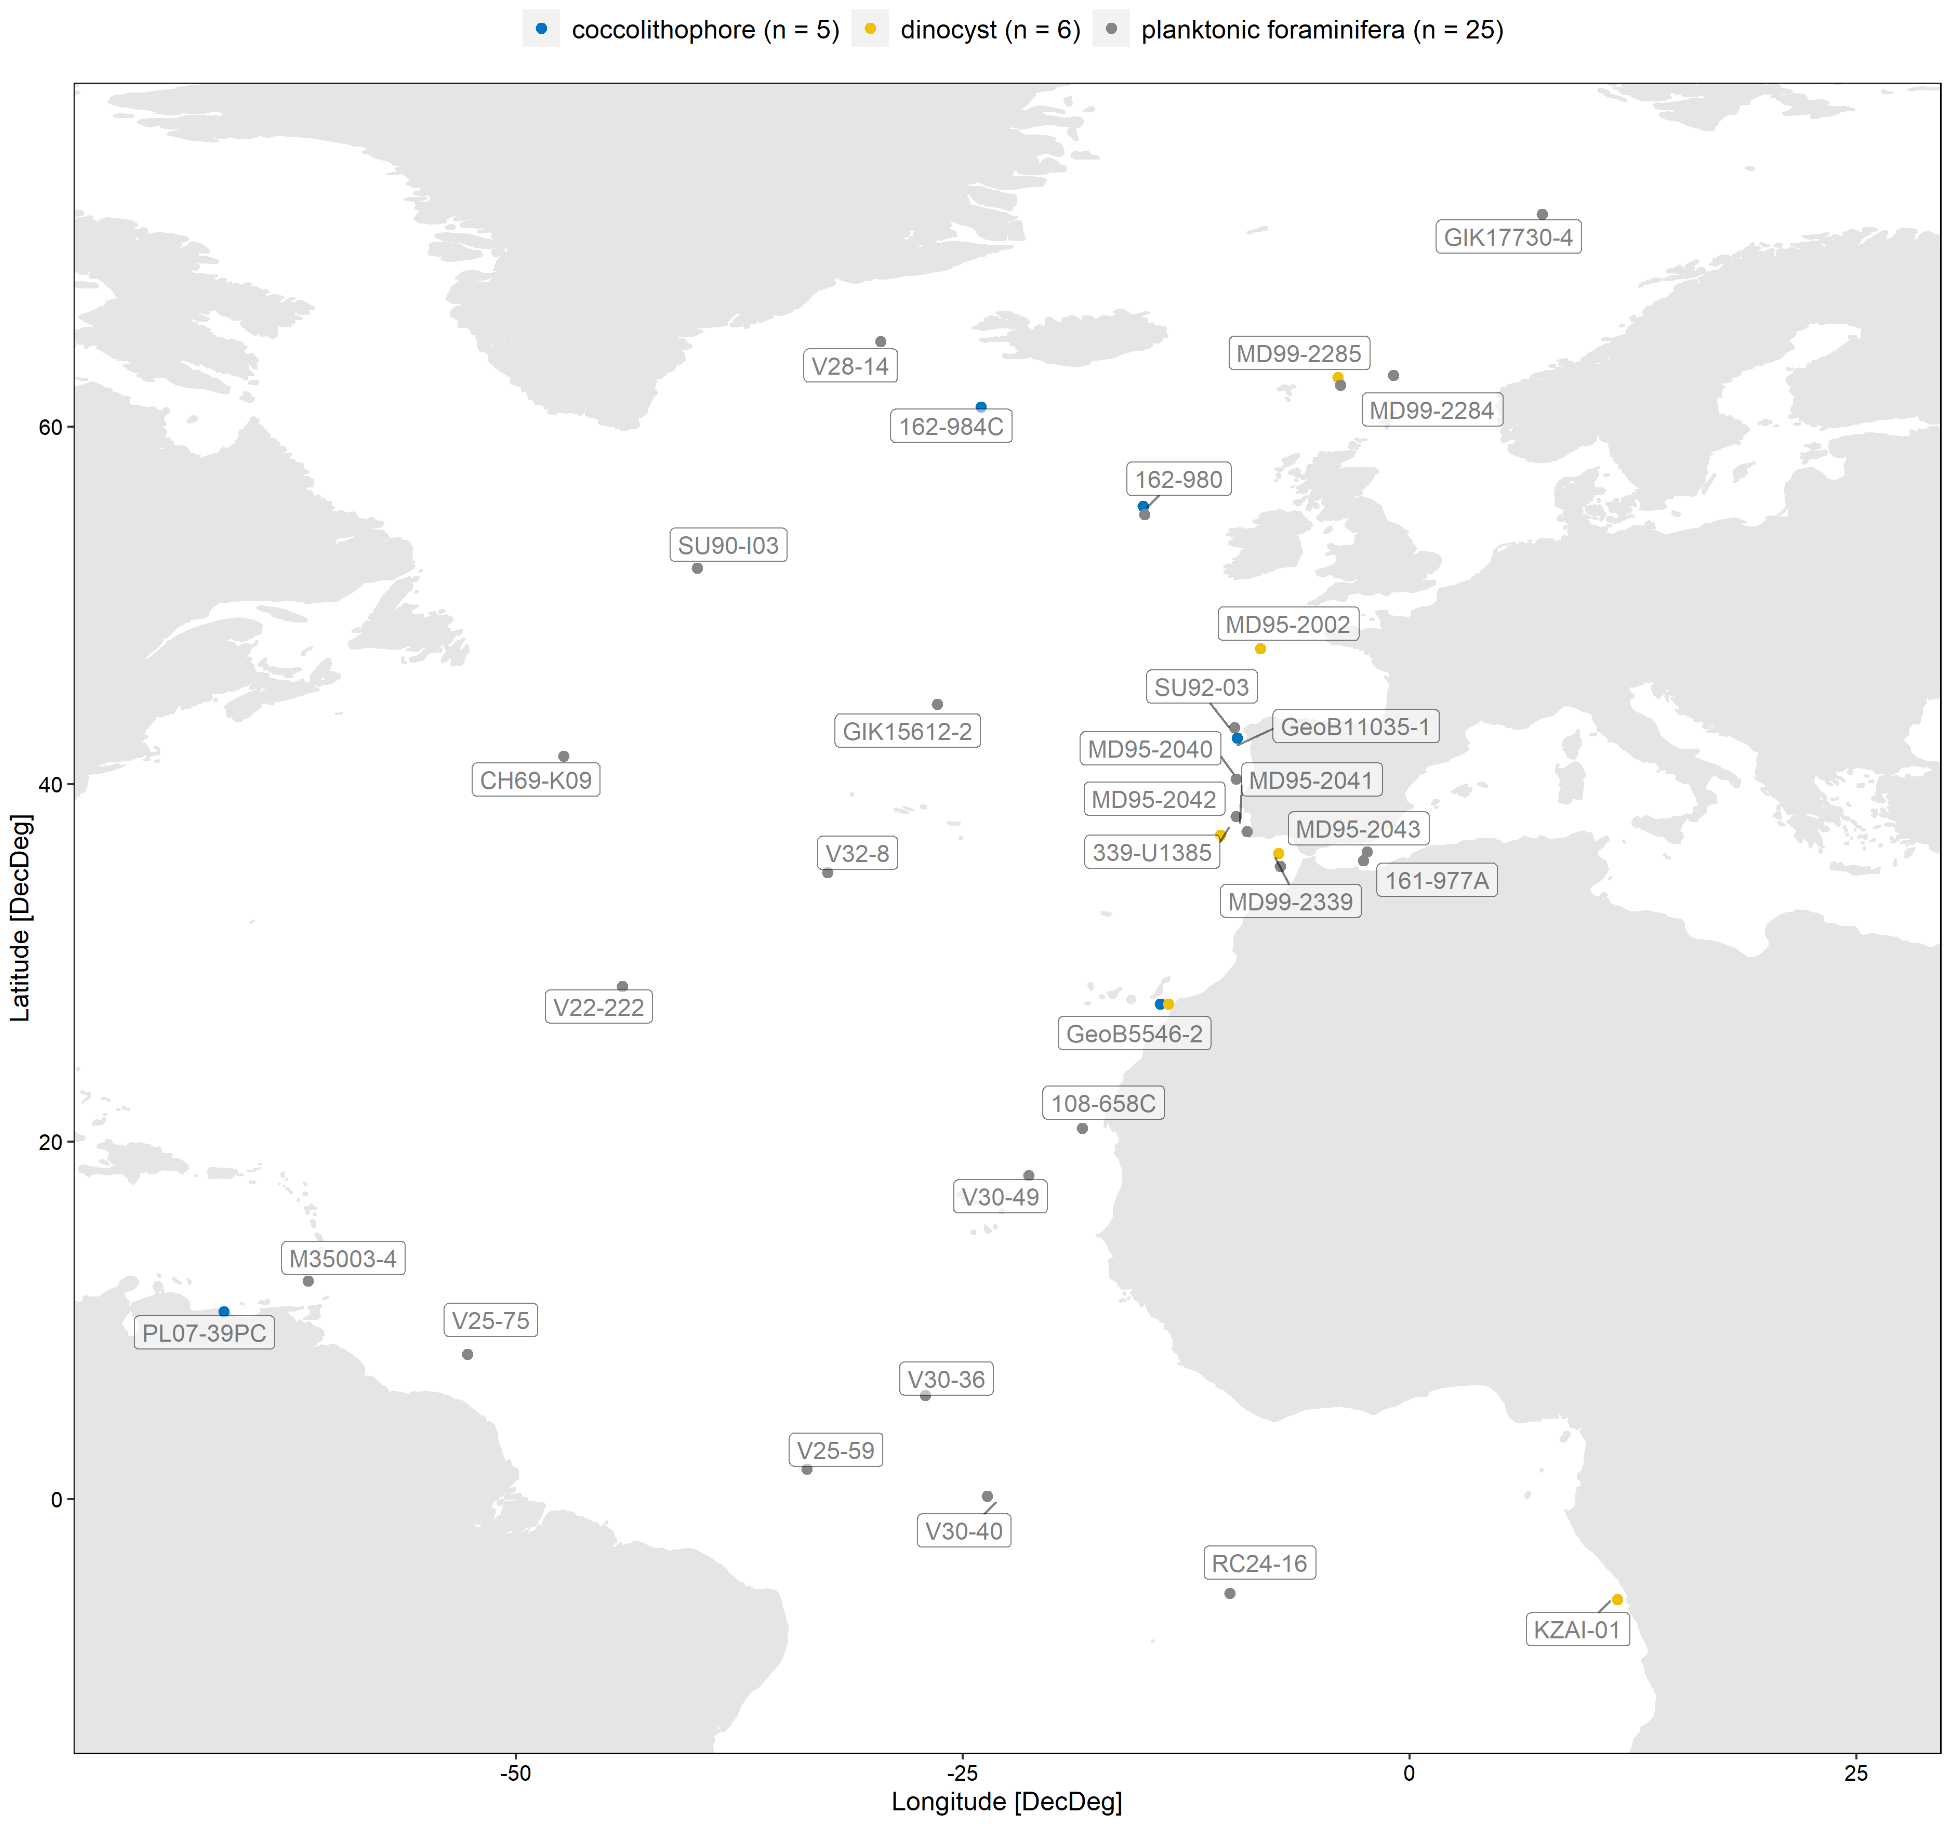 coccolithophore (n = 5) dinocyst (n = 6) planktonic foraminifera (n = 25)
GIK17730-4
MD99-2285
V28-14
MD99-2284
162-984C
60
162-980
SU90-I03
MD95-2002
SU92-03
GeoB11035-1
GIK15612-2
MD95-2040
CH69-K09
MD95-2041
40
MD95-2042
MD95-2043
339-U1385
V32-8
161-977A
MD99-2339
Latitude [DecDeg]
V22-222
GeoB5546-2
108-658C
20
V30-49
M35003-4
V25-75
PL07-39PC
V30-36
V25-59
0
V30-40
RC24-16
KZAI-01
-50 -25 0 25
Longitude [DecDeg]